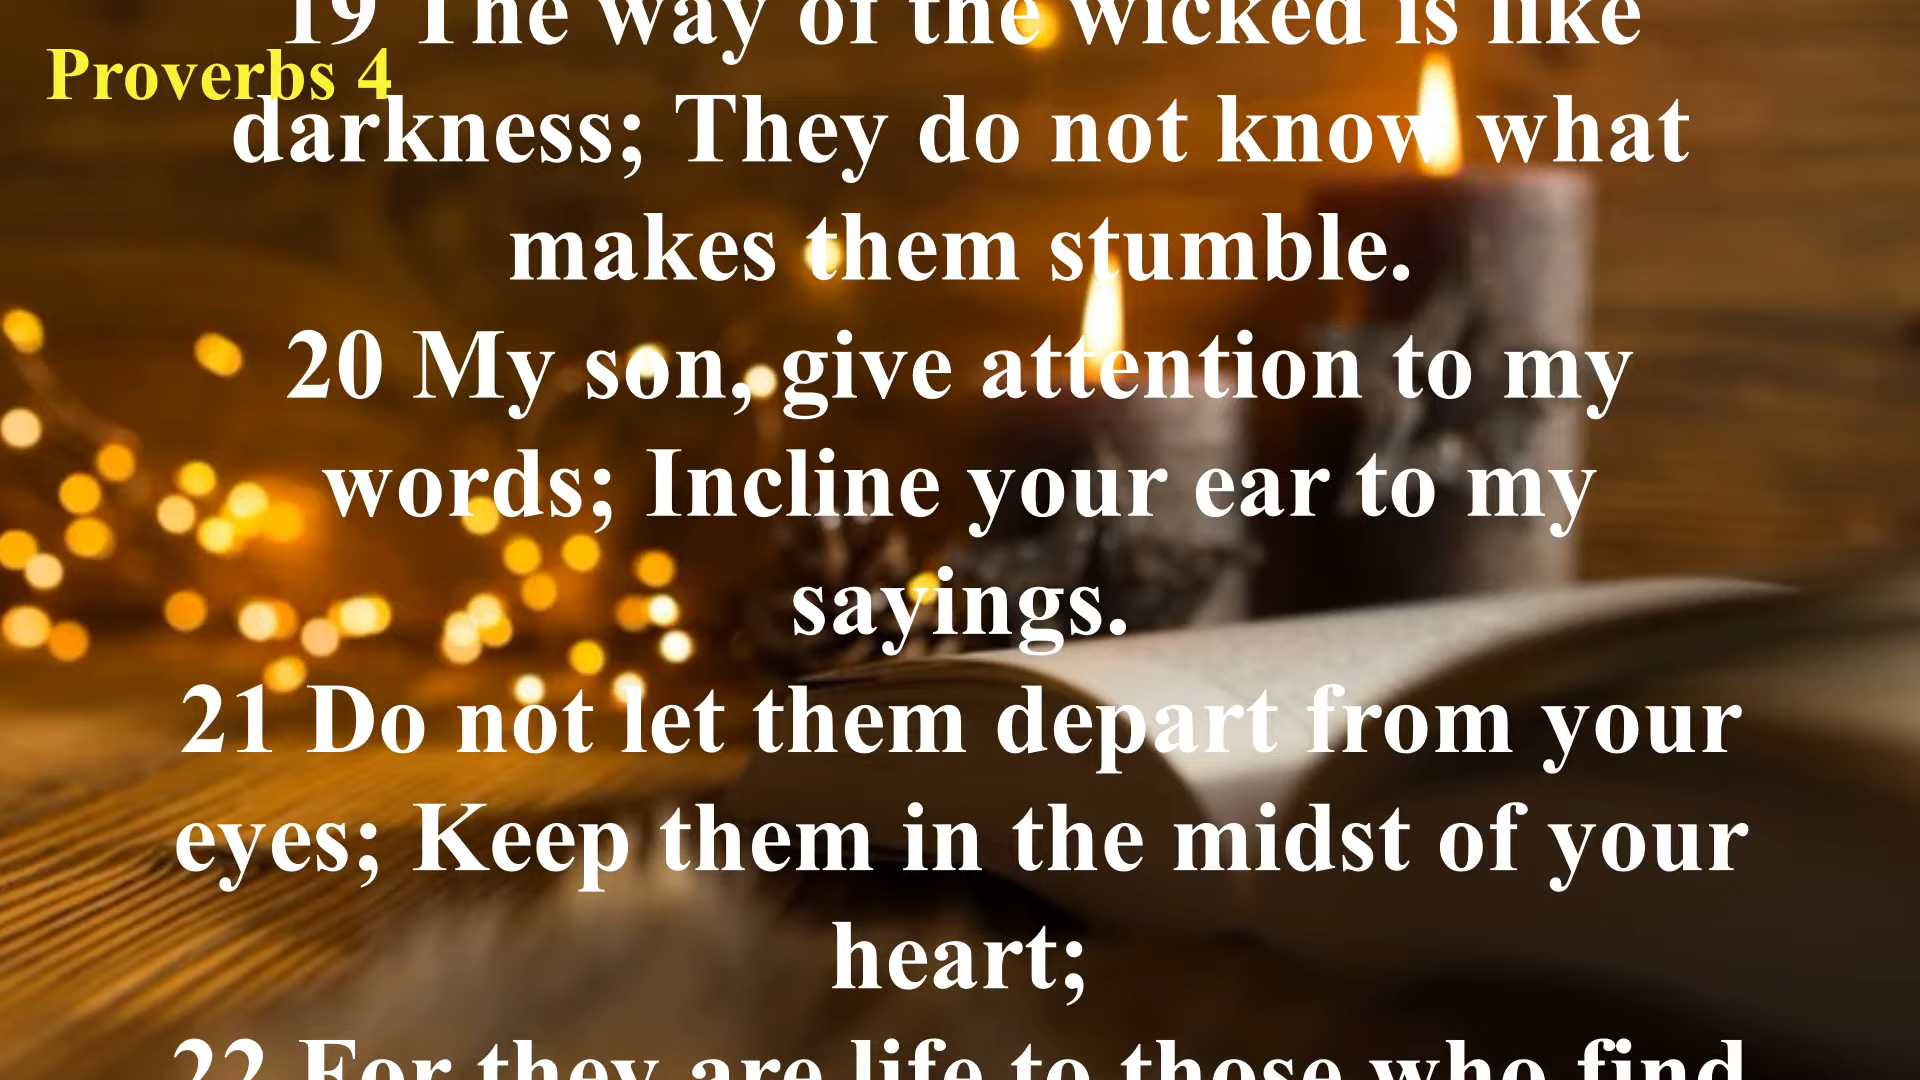 19 The way of the wicked is like
Proverbs 4
darkness; They do not know what
makes them stumble.
20 My son, give attention to my
words; Incline your ear to my
sayings.
21 Do not let them depart from your
eyes; Keep them in the midst of your
heart;
22 For they are life to those who find